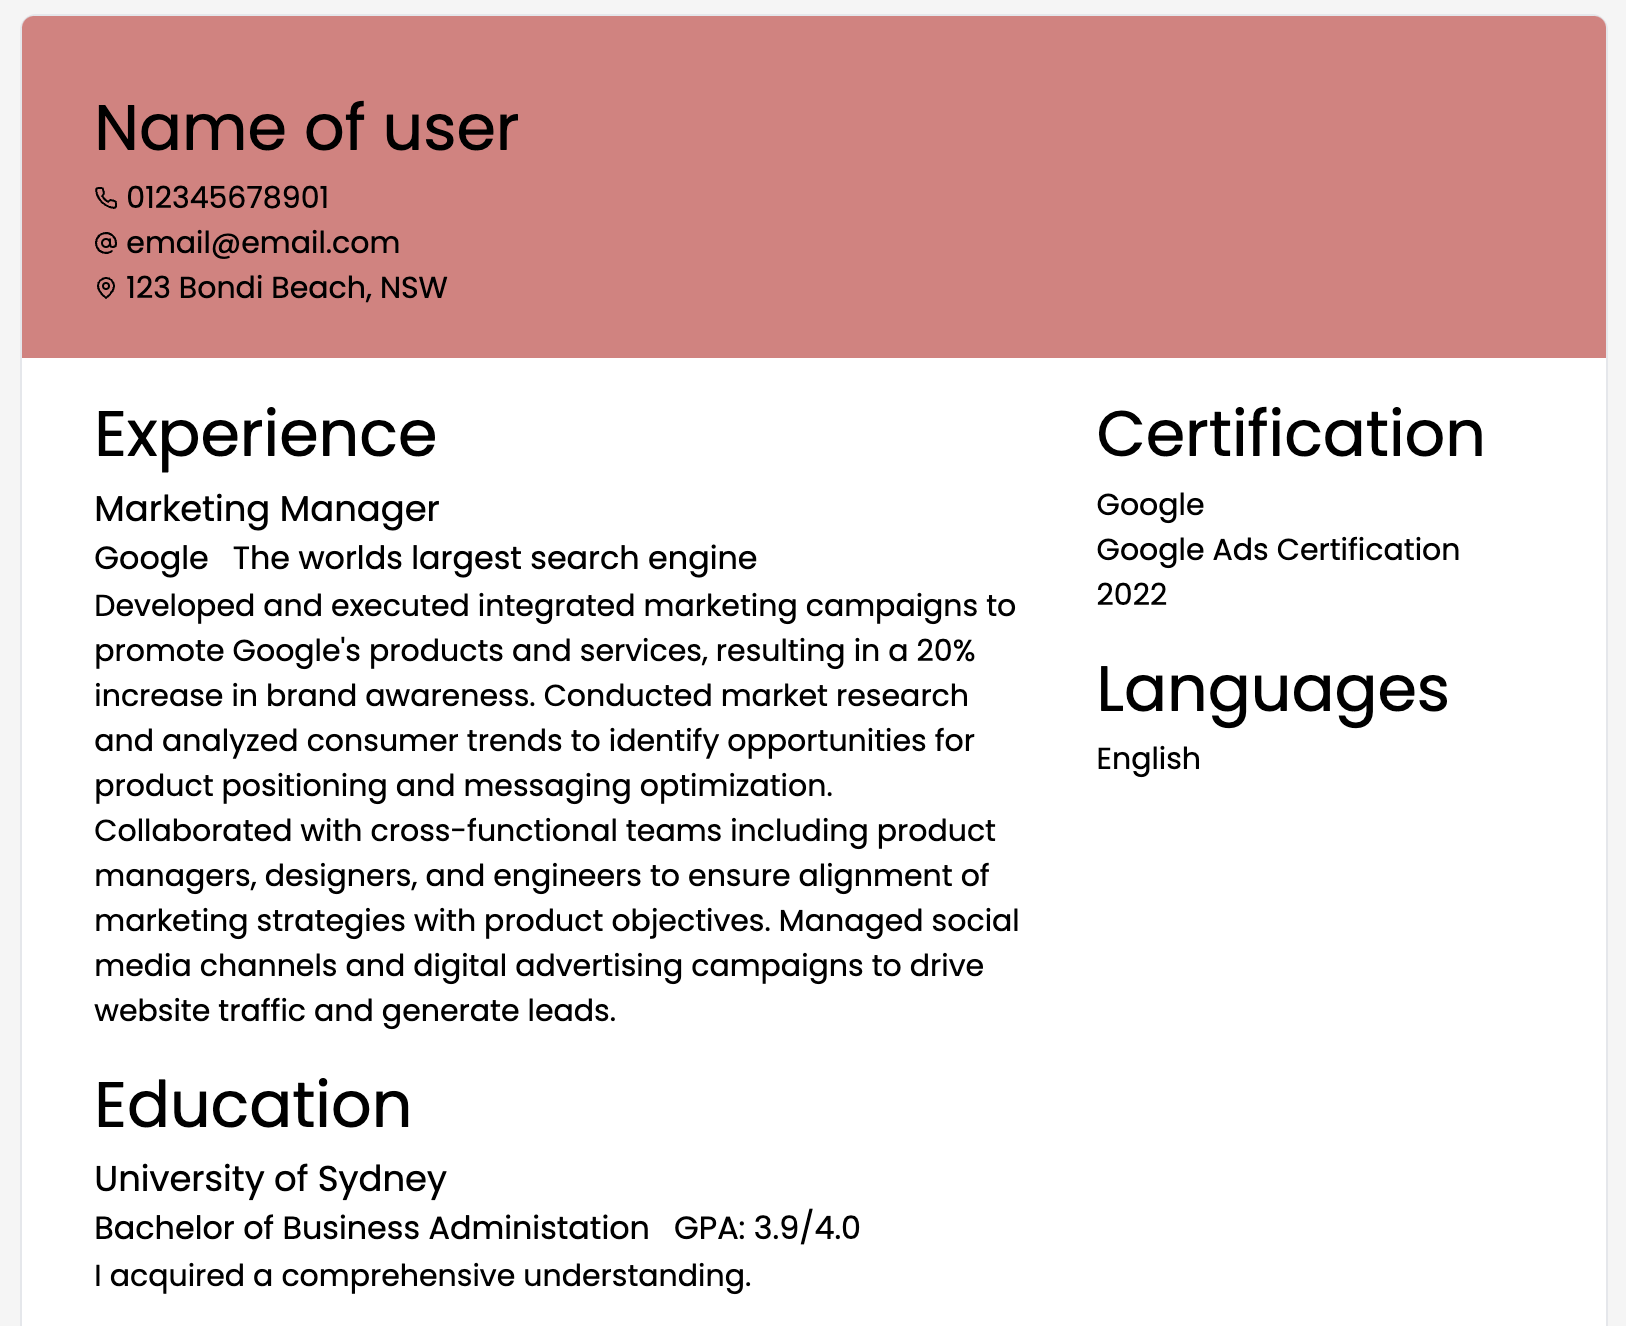 Name of user
012345678901
email@email.com
123 Bondi Beach, NSW
Experience
Marketing Manager
Google The worlds largest search engine
Developed and executed integrated marketing campaigns to
promote Google's products and services, resulting in a 20%
increase in brand awareness. Conducted market research
and analyzed consumer trends to identify opportunities for
product positioning and messaging optimization.
Collaborated with cross-functional teams including product
managers, designers, and engineers to ensure alignment of
marketing strategies with product objectives. Managed social
media channels and digital advertising campaigns to drive
website traffic and generate leads.
Education
University of Sydney
Bachelor of Business Administation GPA: 3.9/4.0
I acquired a comprehensive understanding.
Certification
Google
Google Ads Certification
2022
Languages
English